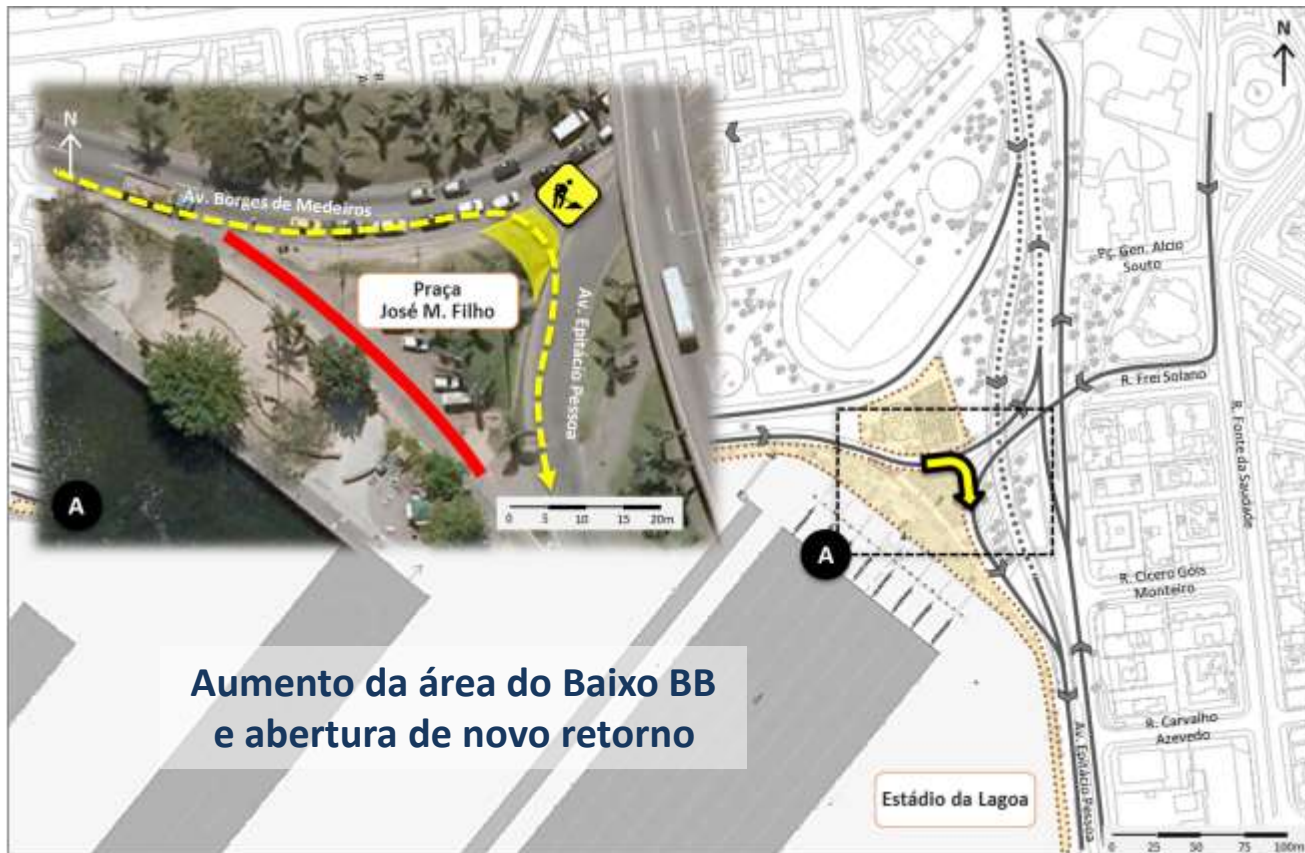 N
Av. Borges de Medeiros
Praça
José M. Filho
Av. Epitácio Pessoa
A
0 5 10 15 20m
N
Pç. Gen. Alcio
Souto
R. Frei Solano
R. Fonte da Saudade
A
R. Cícero Góis
Monteiro
R. Carvalho
Azevedo
Av. Epitácio Pessoa
Aumento da área do Baixo BB
e abertura de novo retorno
Estádio da Lagoa
0 25 50 75 100m